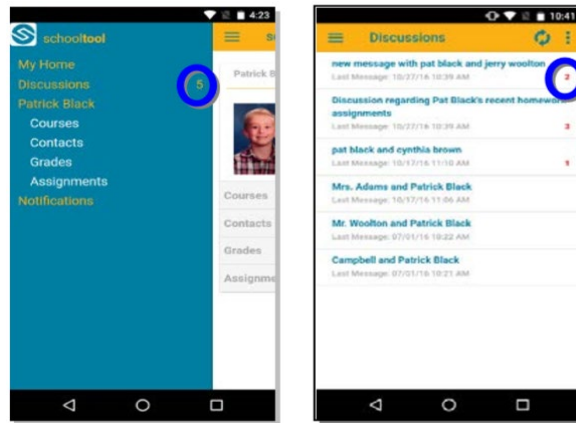 4:23
schooltool
My Home
Discussions 5
Patrick Black
Courses
Contacts
Grades
Assignments
Notifications
Patrick B
Courses
Contacts
Grades
Assignme
10:41
Discussions
new message with pat black and jerry woolton
Last Message: 10/27/16 10:39 AM
2
Discussion regarding Pat Black's recent homework
assignments
Last Message: 10/27/16 10:39 AM
3
pat black and cynthia brown
Last Message: 10/17/16 11:10 AM
1
Mrs. Adams and Patrick Black
Last Message: 10/17/16 11:06 AM
Mr. Woolton and Patrick Black
Last Message: 07/01/16 10:22 AM
Campbell and Patrick Black
Last Message: 07/01/16 10:21 AM